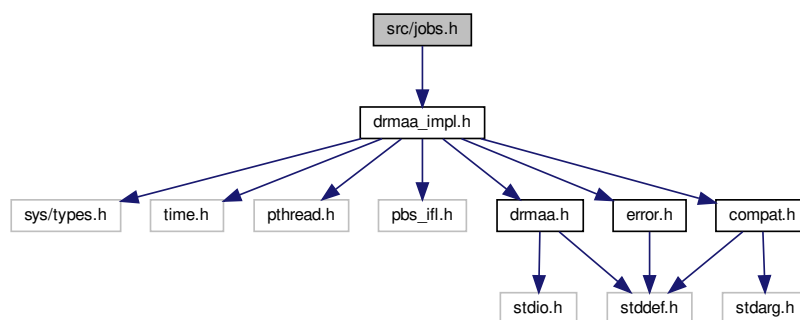 src/jobs.h
drmaa_impl.h
sys/types.h
time.h
pthread.h
pbs_ifl.h
drmaa.h
error.h
compat.h
stdio.h
stddef.h
stdarg.h